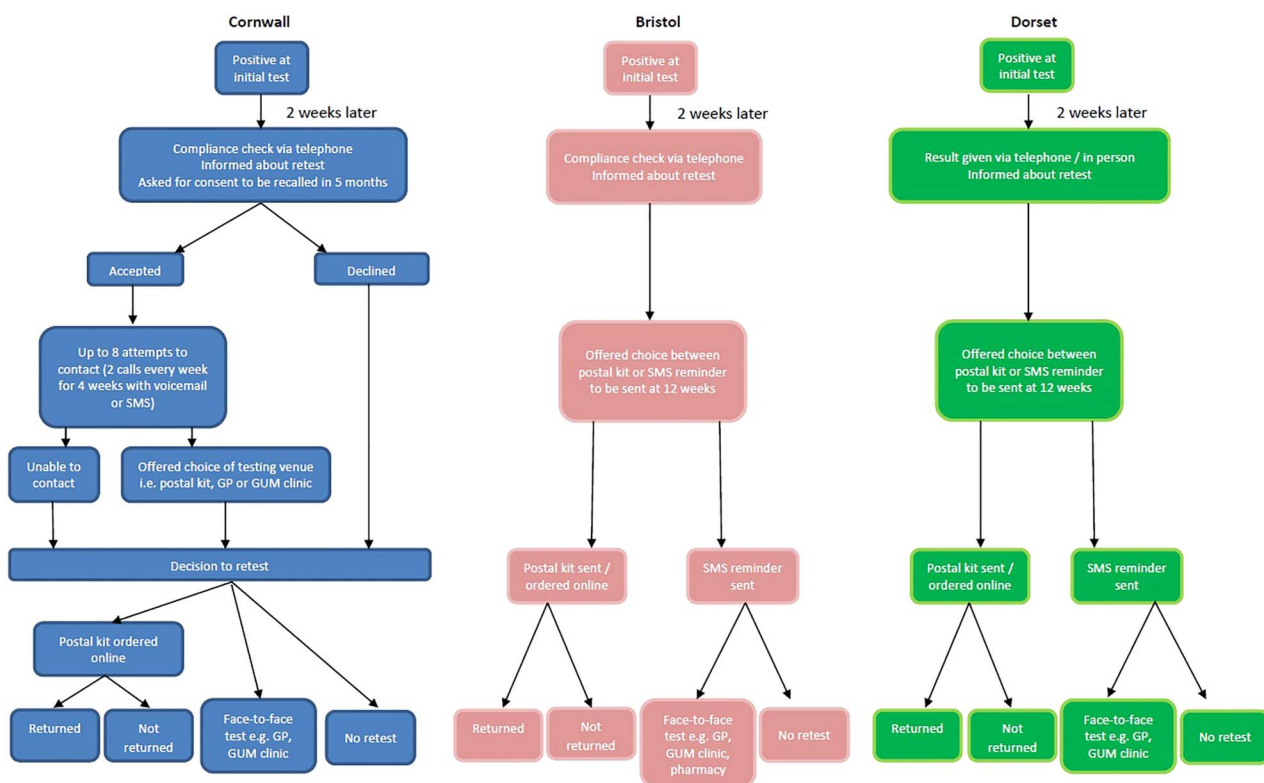 Cornwall
Positive at
initial test
2 weeks later
Compliance check via telephone
Informed about retest
Asked for consent to be recalled in 5 months
Accepted
Declined
Up to 8 attempts to
contact (2 calls every week
for 4 weeks with voicemail
or SMS)
Unable to
contact
Offered choice of testing venue
i.e. postal kit, GP or GUM clinic
Decision to retest
Postal kit ordered
online
Returned
Not
returned
Face-to-face
test e.g. GP,
GUM clinic
No retest
Bristol
Positive at
initial test
2 weeks later
Compliance check via telephone
Informed about retest
Offered choice between
postal kit or SMS reminder
to be sent at 12 weeks
Postal kit sent /
ordered online
SMS reminder
sent
Returned
Not
returned
Face-to-face
test e.g. GP,
GUM clinic,
pharmacy
No retest
Dorset
Positive at
initial test
2 weeks later
Result given via telephone / in person
Informed about retest
Offered choice between
postal kit or SMS reminder
to be sent at 12 weeks
Postal kit sent /
ordered online
SMS reminder
sent
Returned
Not
returned
Face-to-face
test e.g. GP,
GUM clinic
No retest